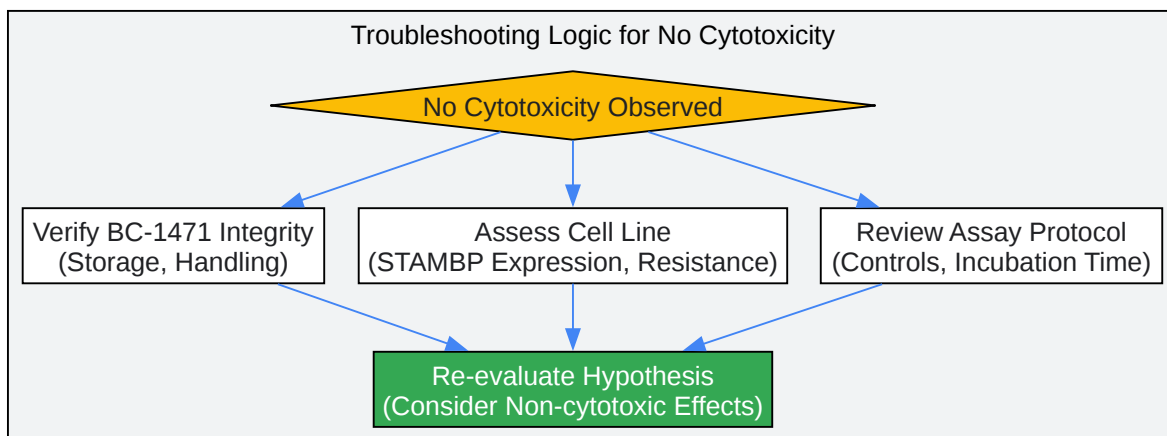 Troubleshooting Logic for No Cytotoxicity
No Cytotoxicity Observed
Verify BC-1471 Integrity
(Storage, Handling)
Assess Cell Line
(STAMBP Expression, Resistance)
Review Assay Protocol
(Controls, Incubation Time)
Re-evaluate Hypothesis
(Consider Non-cytotoxic Effects)